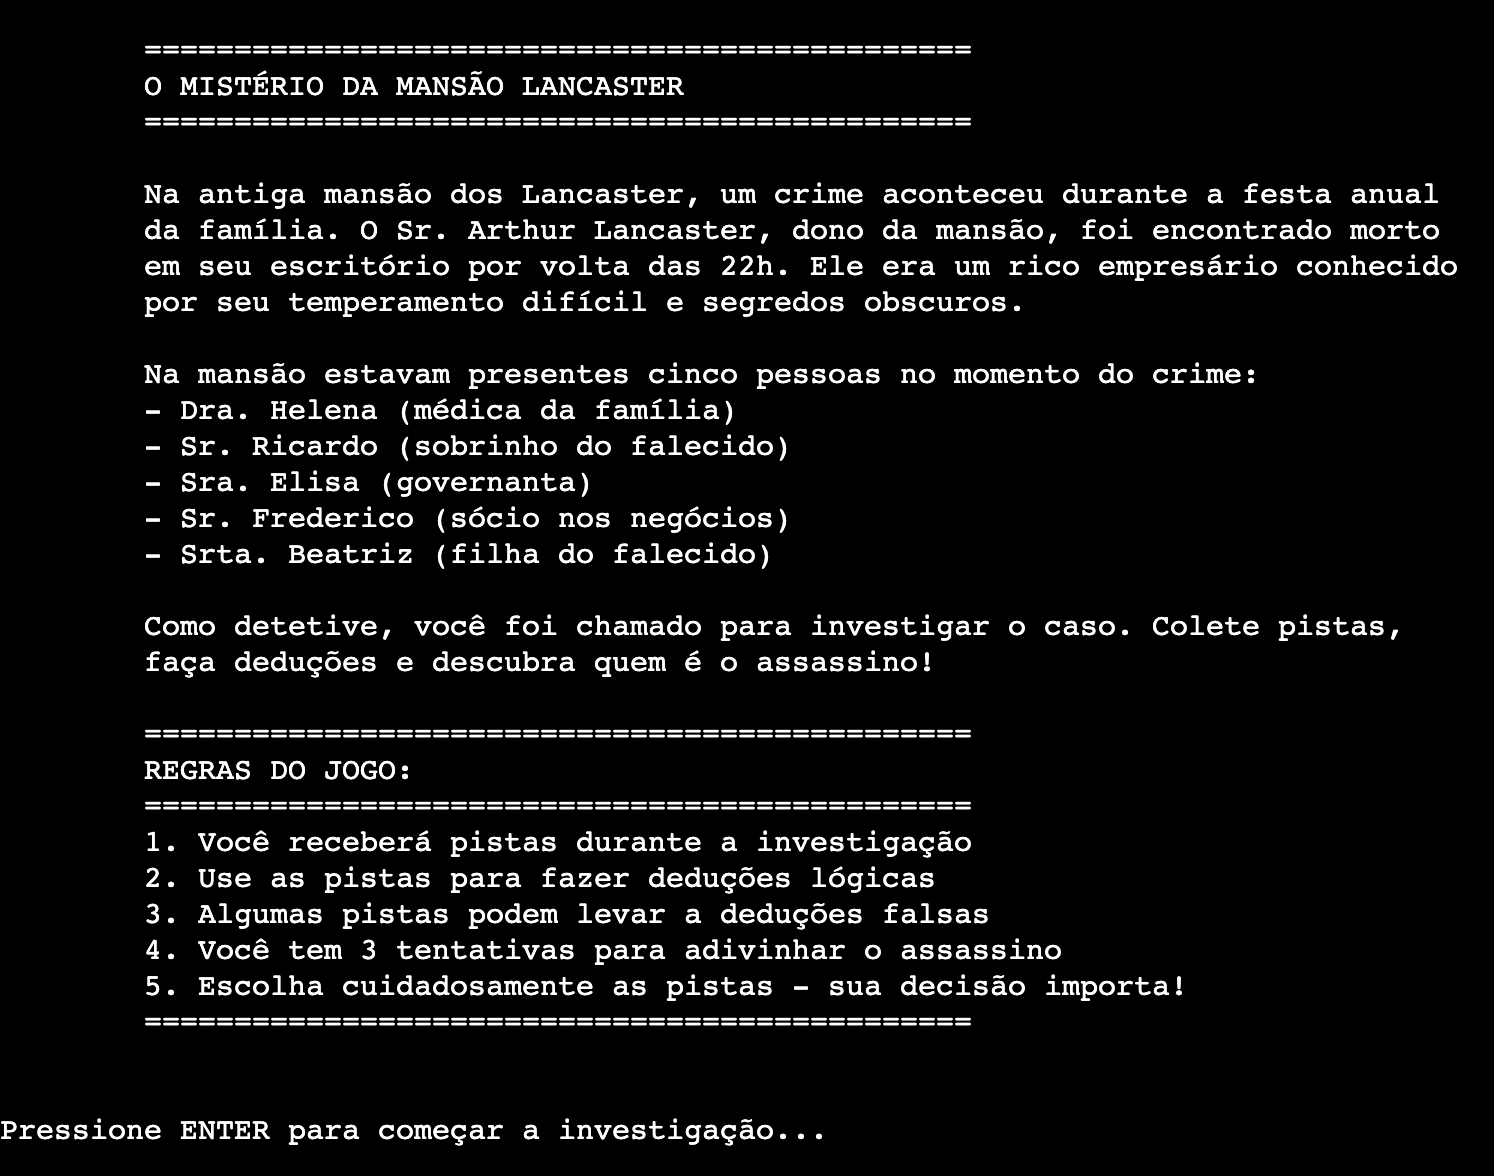 ==============================================
O MISTÉRIO DA MANSÃO LANCASTER
==============================================
Na antiga mansão dos Lancaster, um crime aconteceu durante a festa anual
da família. O Sr. Arthur Lancaster, dono da mansão, foi encontrado morto
em seu escritório por volta das 22h. Ele era um rico empresário conhecido
por seu temperamento difícil e segredos obscuros.
Na mansão estavam presentes cinco pessoas no momento do crime:
- Dra. Helena (médica da família)
- Sr. Ricardo (sobrinho do falecido)
- Sra. Elisa (governanta)
- Sr. Frederico (sócio nos negócios)
- Srta. Beatriz (filha do falecido)
Como detetive, você foi chamado para investigar o caso. Colete pistas,
faça deduções e descubra quem é o assassino!
==============================================
REGRAS DO JOGO:
==============================================
1. Você receberá pistas durante a investigação
2. Use as pistas para fazer deduções lógicas
3. Algumas pistas podem levar a deduções falsas
4. Você tem 3 tentativas para adivinhar o assassino
5. Escolha cuidadosamente as pistas - sua decisão importa!
==============================================
Pressione ENTER para começar a investigação...